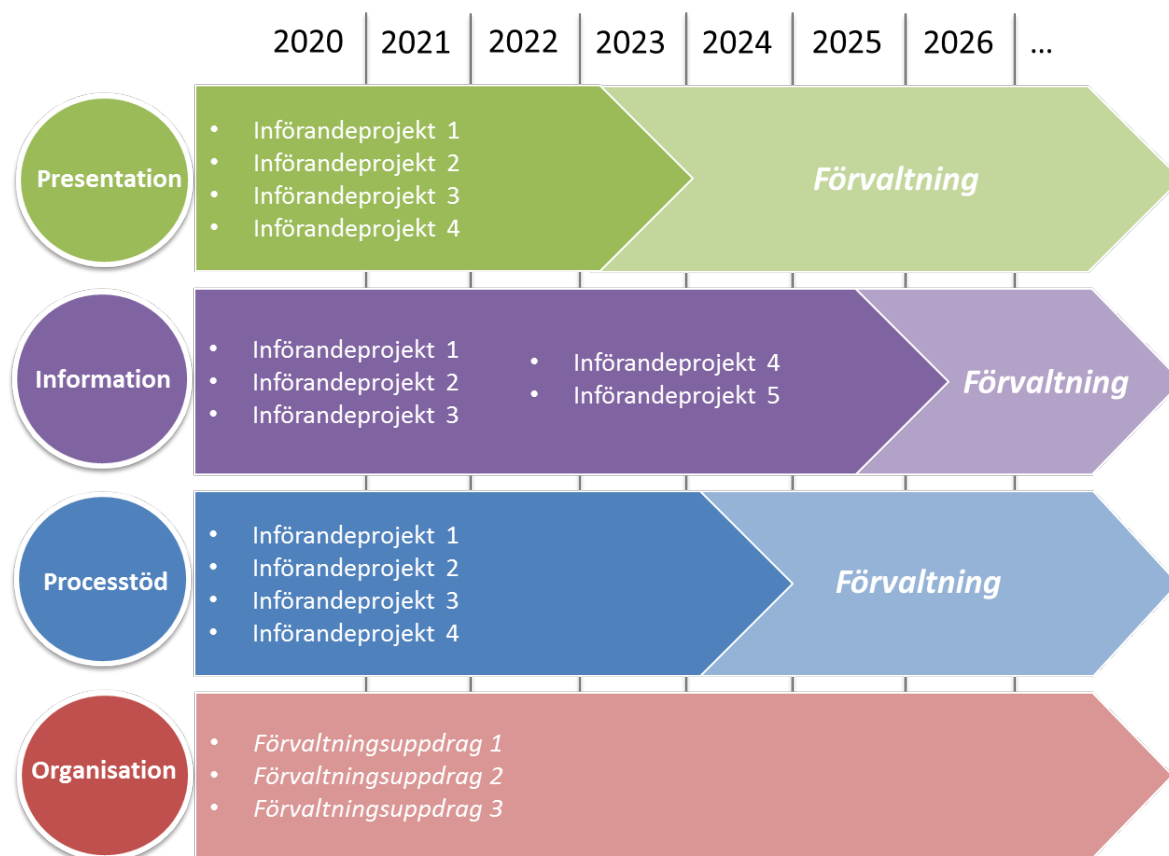 2020 2021 2022 2023 2024 2025 2026 ...
Presentation
• Införandeprojekt 1
• Införandeprojekt 2
• Införandeprojekt 3
• Införandeprojekt 4
Förvaltning
Information
• Införandeprojekt 1
• Införandeprojekt 2
• Införandeprojekt 3
• Införandeprojekt 4
• Införandeprojekt 5
Förvaltning
Processtöd
• Införandeprojekt 1
• Införandeprojekt 2
• Införandeprojekt 3
• Införandeprojekt 4
Förvaltning
Organisation
• Förvaltningsuppdrag 1
• Förvaltningsuppdrag 2
• Förvaltningsuppdrag 3